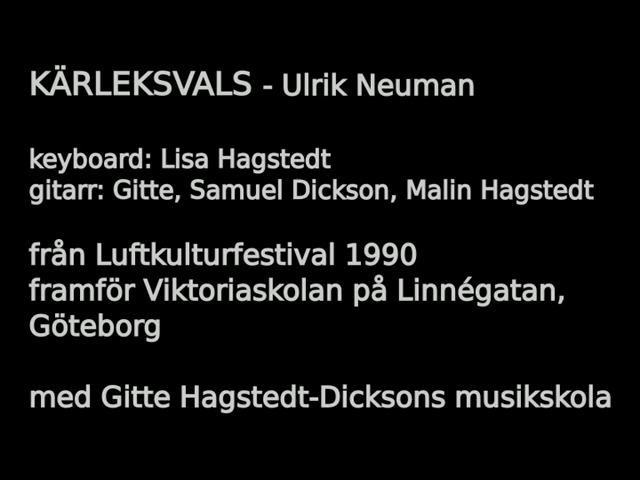 KÄRLEKSVALS - Ulrik Neuman
keyboard: Lisa Hagstedt
gitarr: Gitte, Samuel Dickson, Malin Hagstedt
från Luftkulturfestival 1990
framför Viktoriaskolan på Linnégatan,
Göteborg
med Gitte Hagstedt-Dicksons musikskola